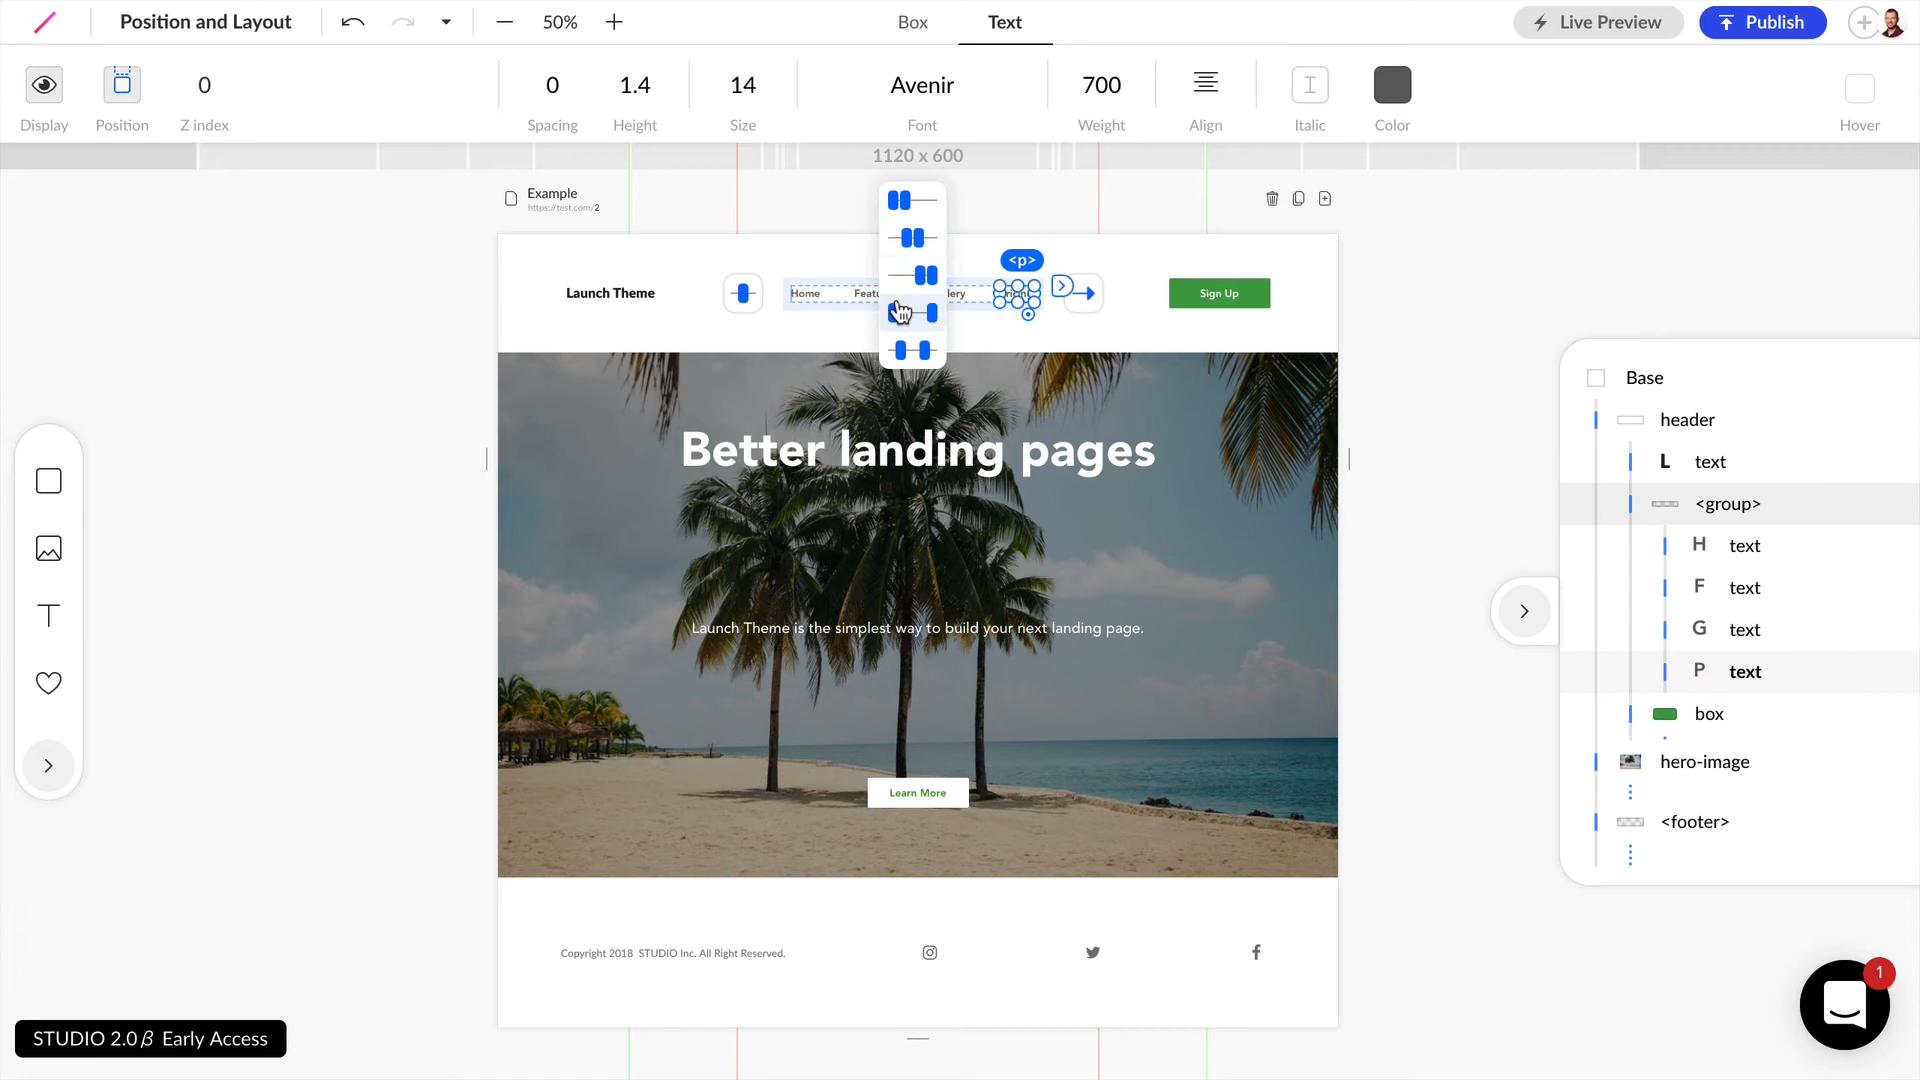 Position and Layout
50%
Box
Text
Live Preview
Publish
0
0
1.4
14
Avenir
700
Display
Position
Z index
Spacing
Height
Size
Font
Weight
Align
Italic
Color
Hover
1120 x 600
Example
https://test.com/2
<p>
Launch Theme
Home
Featu
lery
Sign Up
Better landing pages
Launch Theme is the simplest way to build your next landing page.
Learn More
Copyright 2018 STUDIO Inc. All Right Reserved.
Base
header
L text
<group>
H text
F text
G text
P text
box
hero-image
<footer>
1
STUDIO 2.0 β Early Access